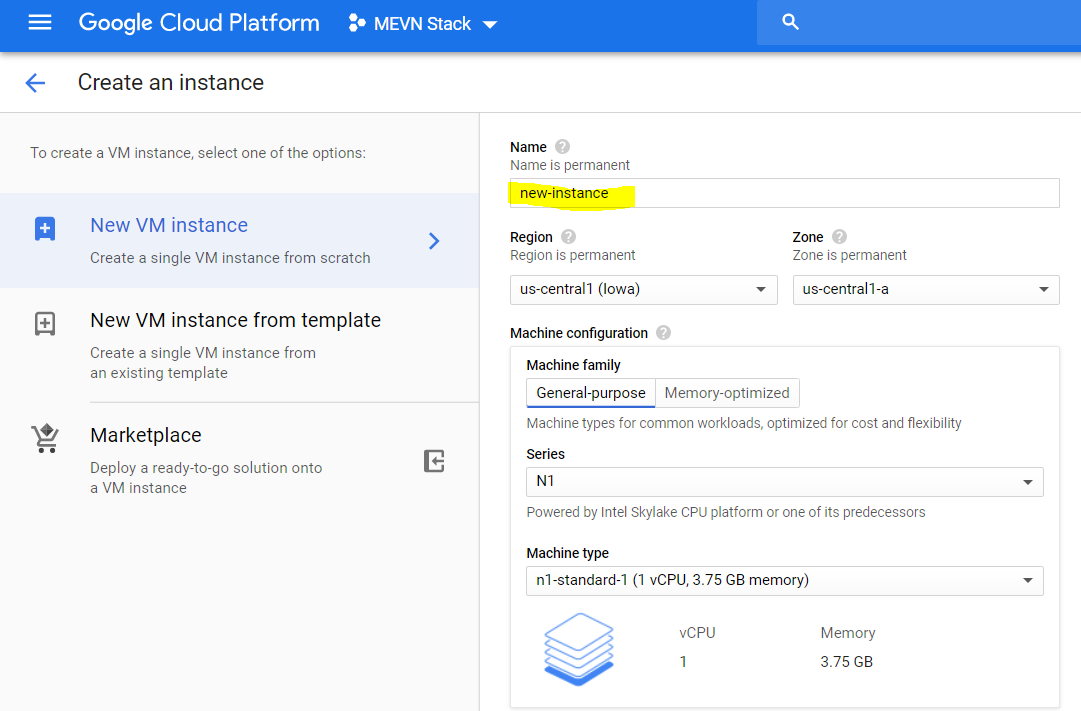 Google Cloud Platform MEVN Stack
Create an instance
To create a VM instance, select one of the options:
New VM instance
Create a single VM instance from scratch
New VM instance from template
Create a single VM instance from
an existing template
Marketplace
Deploy a ready-to-go solution onto
a VM instance
Name ?
Name is permanent
new-instance
Region ?
Region is permanent
us-central1 (Iowa)
Zone ?
Zone is permanent
us-central1-a
Machine configuration ?
Machine family
General-purpose Memory-optimized
Machine types for common workloads, optimized for cost and flexibility
Series
N1
Powered by Intel Skylake CPU platform or one of its predecessors
Machine type
n1-standard-1 (1 vCPU, 3.75 GB memory)
vCPU Memory
1 3.75 GB